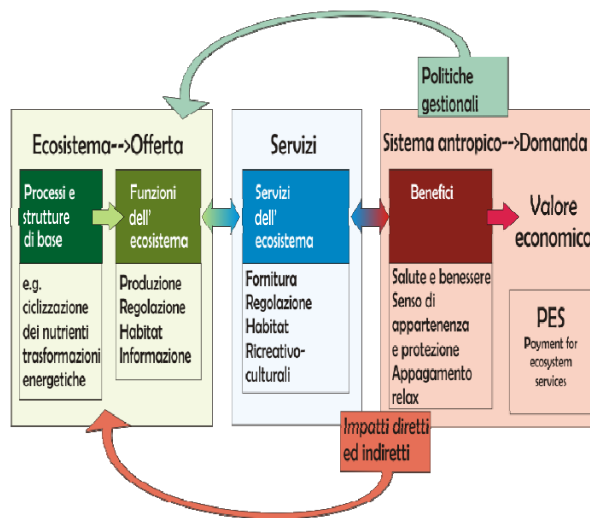 Politiche
gestionali
Ecosistema-->Offerta
Processi e
strutture
di base
Funzioni
dell'
ecosistema
e.g.
ciclizzazione
dei nutrienti
trasformazioni
energetiche
Produzione
Regolazione
Habitat
Informazione
Servizi
Servizi
dell'
ecosistema
Fornitura
Regolazione
Habitat
Ricreativo-
culturali
Sistema antropico-->Domanda
Benefici
Valore
economico
Salute e benessere
Senso di
appartenenza
e protezione
Appagamento
relax
PES
Payment for
ecosystem
services
Impatti diretti
ed indiretti